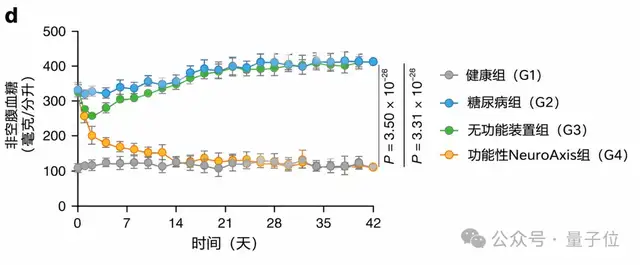 d
500
400
300
200
100
0
非空腹血糖
(毫克/分升)
0 7 14 21 28 35 42
时间（天）
P = 3.50 × 10⁻²⁸
P = 3.31 × 10⁻²⁸
健康组（G1）
糖尿病组（G2）
无功能装置组（G3）
功能性NeuroAxis组（G4）
公众号 · 量子位